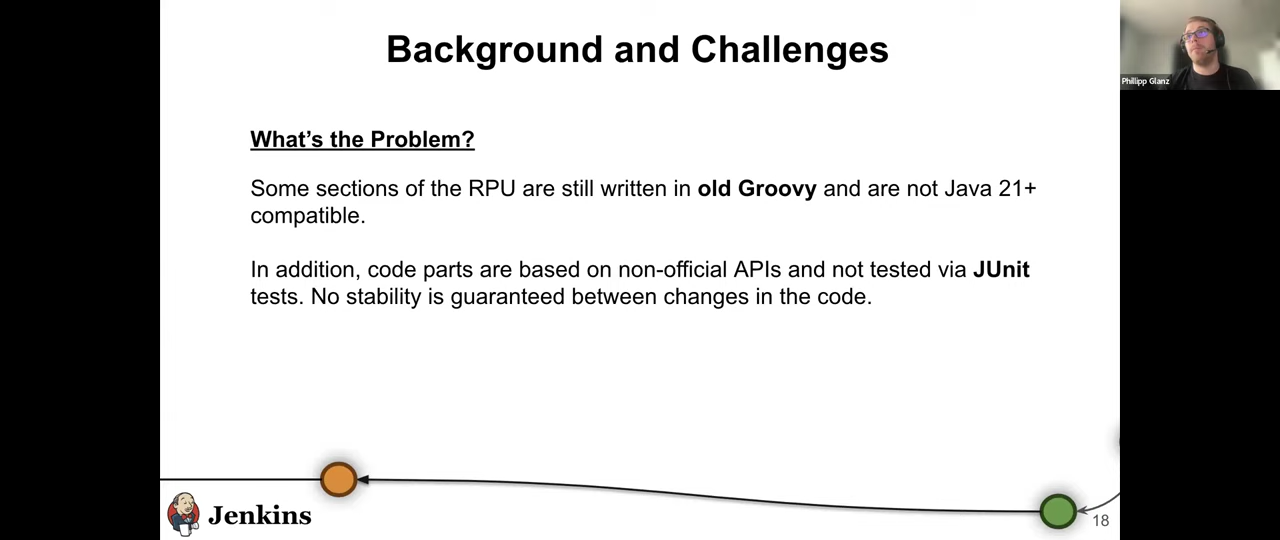 Background and Challenges
Phillipp Glanz
What's the Problem?
Some sections of the RPU are still written in old Groovy and are not Java 21+
compatible.
In addition, code parts are based on non-official APIs and not tested via JUnit
tests. No stability is guaranteed between changes in the code.
Jenkins
18